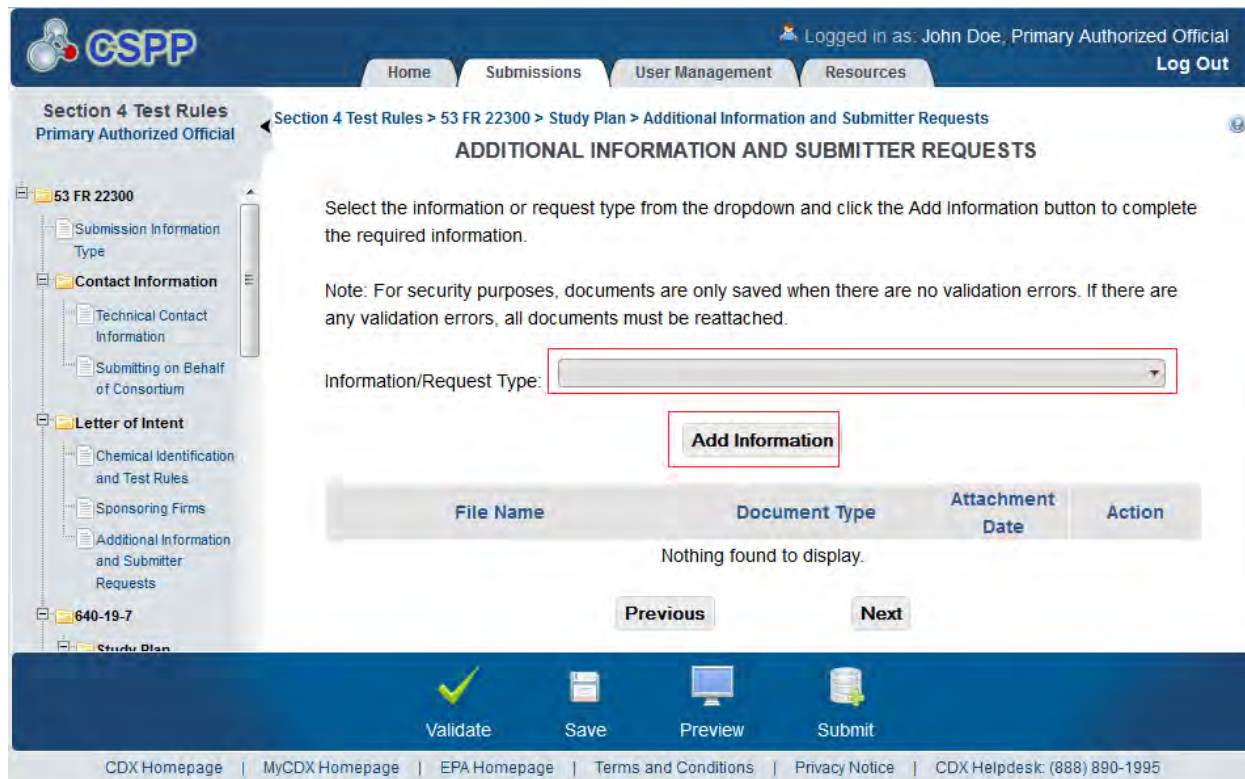 CSPP
Logged in as: John Doe, Primary Authorized Official
Log Out
Home
Submissions
User Management
Resources
Section 4 Test Rules
Primary Authorized Official
53 FR 22300
Submission Information
Type
Contact Information
Technical Contact
Information
Submitting on Behalf
of Consortium
Letter of Intent
Chemical Identification
and Test Rules
Sponsoring Firms
Additional Information
and Submitter
Requests
640-19-7
Study Plan
Section 4 Test Rules > 53 FR 22300 > Study Plan > Additional Information and Submitter Requests
ADDITIONAL INFORMATION AND SUBMITTER REQUESTS
Select the information or request type from the dropdown and click the Add Information button to complete
the required information.
Note: For security purposes, documents are only saved when there are no validation errors. If there are
any validation errors, all documents must be reattached.
Information/Request Type:
Add Information
File Name
Document Type
Attachment
Date
Action
Nothing found to display.
Previous
Next
Validate
Save
Preview
Submit
CDX Homepage | MyCDX Homepage | EPA Homepage | Terms and Conditions | Privacy Notice | CDX Helpdesk: (888) 890-1995